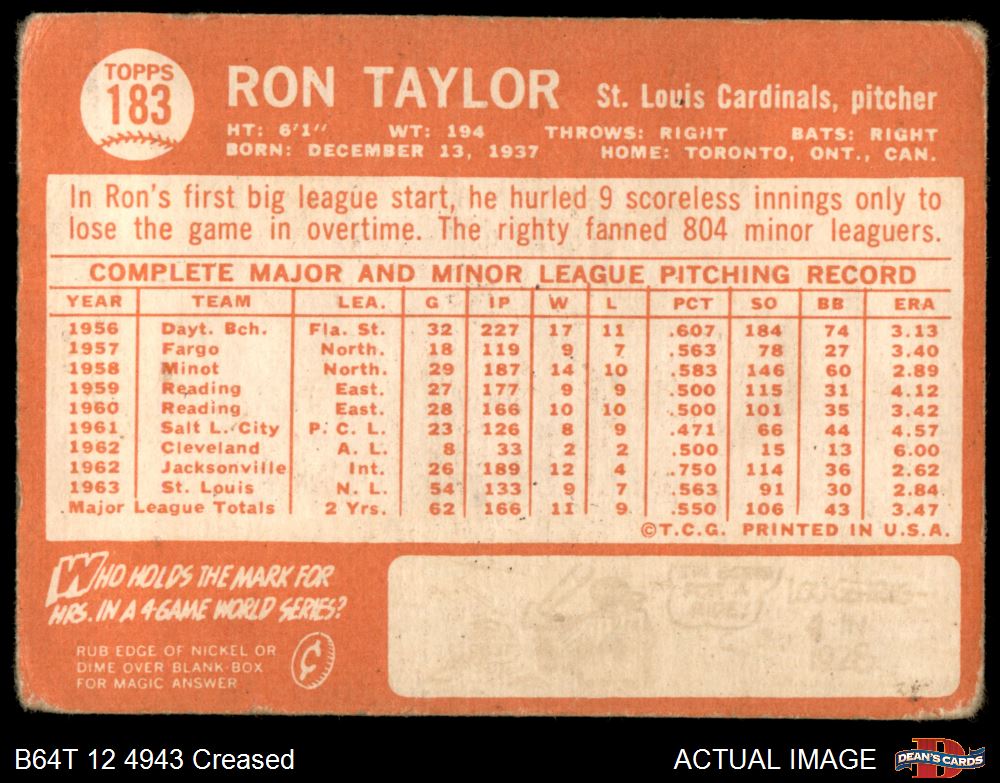 TOPPS
183
RON TAYLOR St. Louis Cardinals, pitcher
HT: 6'1" WT: 194 THROWS: RIGHT BATS: RIGHT
BORN: DECEMBER 13, 1937 HOME: TORONTO, ONT., CAN.
In Ron's first big league start, he hurled 9 scoreless innings only to
lose the game in overtime. The righty fanned 804 minor leaguers.
COMPLETE MAJOR AND MINOR LEAGUE PITCHING RECORD
YEAR TEAM LEA. G IP W L PCT SO BB ERA
1956 Dayt. Bch. Fla. St. 32 227 17 11 .607 184 74 3.13
1957 Fargo North. 18 119 9 7 .563 78 27 3.40
1958 Minot North. 29 187 14 10 .583 146 60 2.89
1959 Reading East. 27 177 9 9 .500 115 31 4.12
1960 Reading East. 28 166 10 10 .500 101 35 3.42
1961 Salt L. City P. C. L. 23 126 8 9 .471 66 44 4.57
1962 Cleveland A. L. 8 33 2 2 .500 15 13 6.00
1962 Jacksonville Int. 26 189 12 4 .750 114 36 2.62
1963 St. Louis N. L. 54 133 9 7 .563 91 30 2.84
Major League Totals 2 Yrs. 62 166 11 9 .550 106 43 3.47
©T.C.G. PRINTED IN U.S.A.
WHO HOLDS THE MARK FOR
HRS. IN A 4-GAME WORLD SERIES?
RUB EDGE OF NICKEL OR
DIME OVER BLANK-BOX
FOR MAGIC ANSWER
¢
LOU GEHRIG-
4 IN
B64T 12 4943 Creased
ACTUAL IMAGE
DEAN'S CARDS